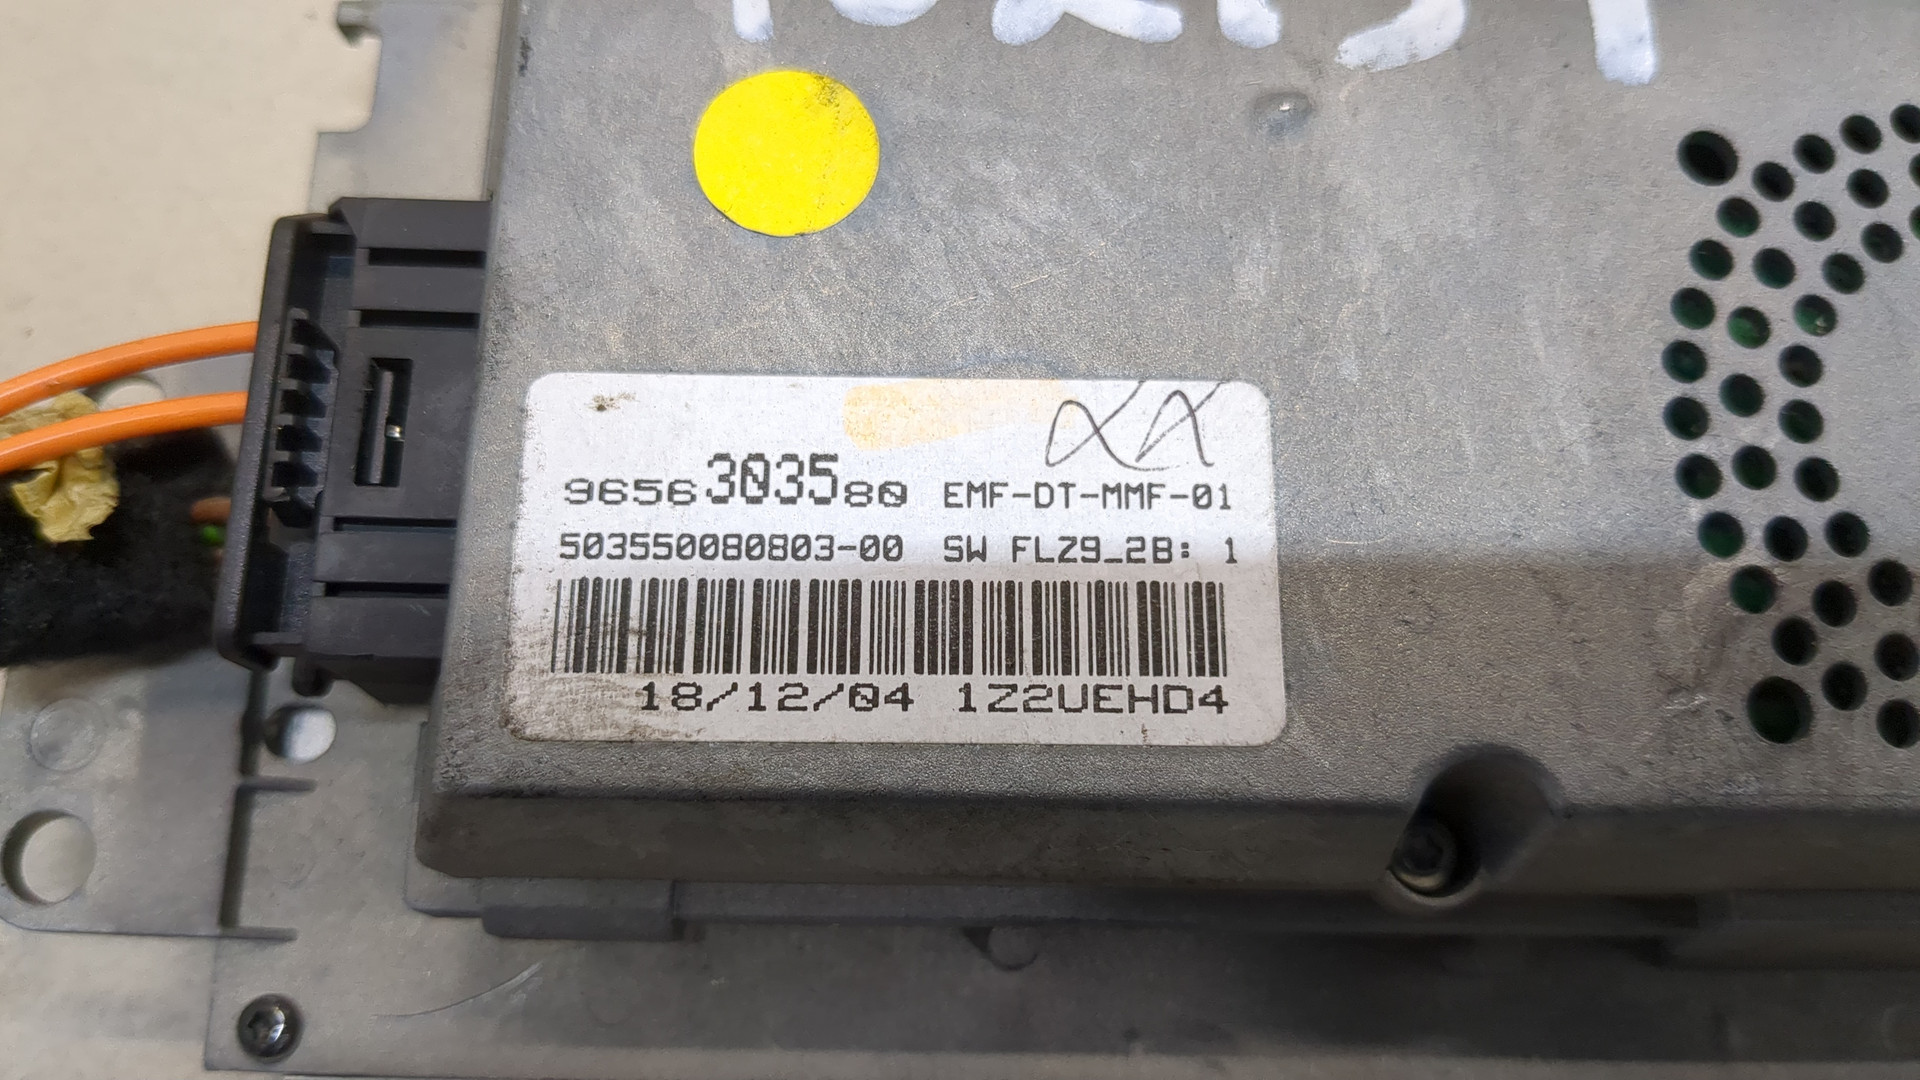 9656303580 EMF-DT-MMF-01
503550080803-00 SW FLZ9_2B: 1
18/12/04 1Z2UEHD4